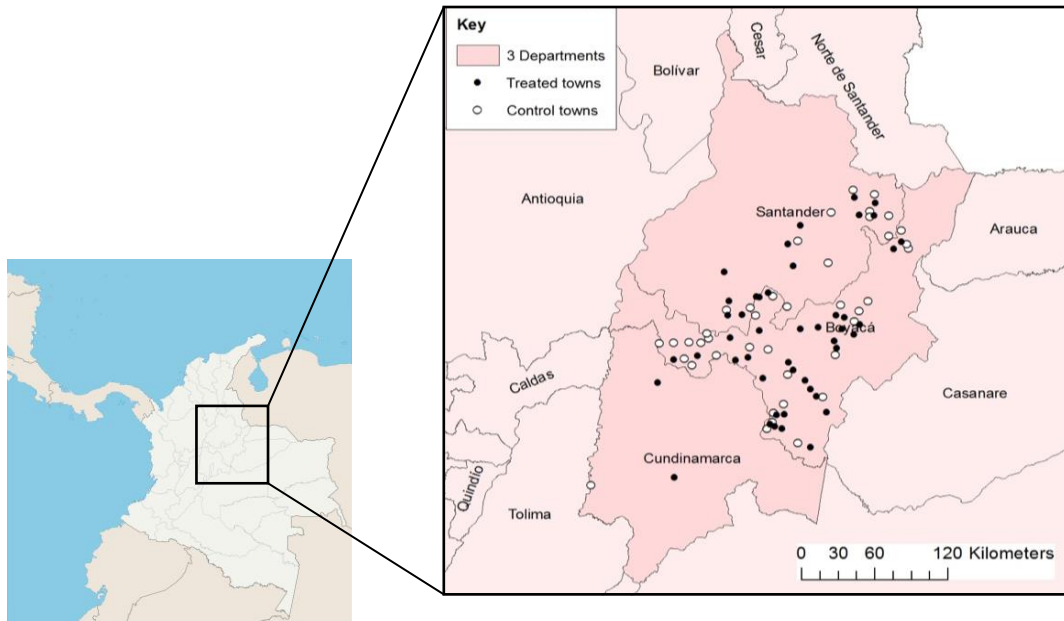 Key
3 Departments
Treated towns
Control towns
Cesar
Norte de Santander
Bolívar
Antioquia
Santander
Arauca
Boyacá
Caldas
Casanare
Cundinamarca
Quindío
Tolima
0 30 60 120 Kilometers